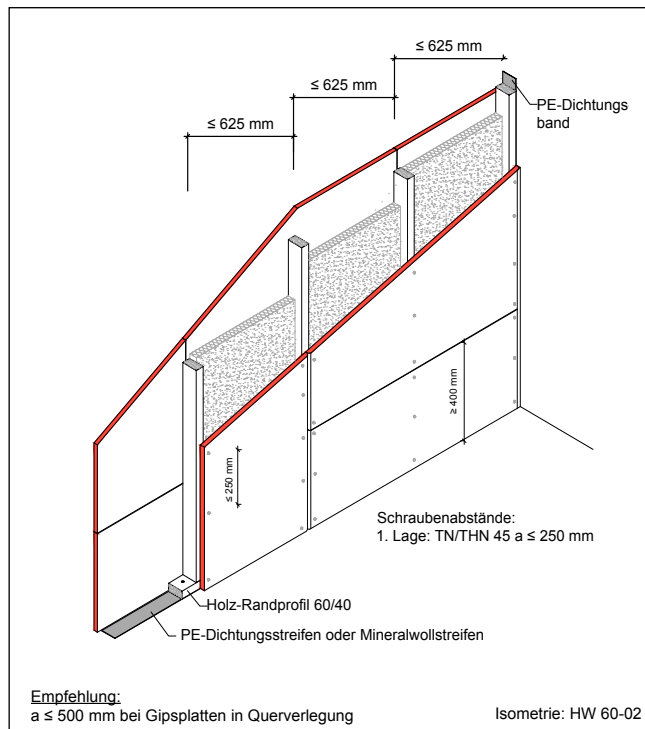 ≤ 625 mm
≤ 625 mm
≤ 625 mm
PE-Dichtungs
band
≥ 400 mm
≤ 250 mm
Schraubenabstände:
1. Lage: TN/THN 45 a ≤ 250 mm
Holz-Randprofil 60/40
PE-Dichtungsstreifen oder Mineralwollstreifen
Empfehlung:
a ≤ 500 mm bei Gipsplatten in Querverlegung
Isometrie: HW 60-02